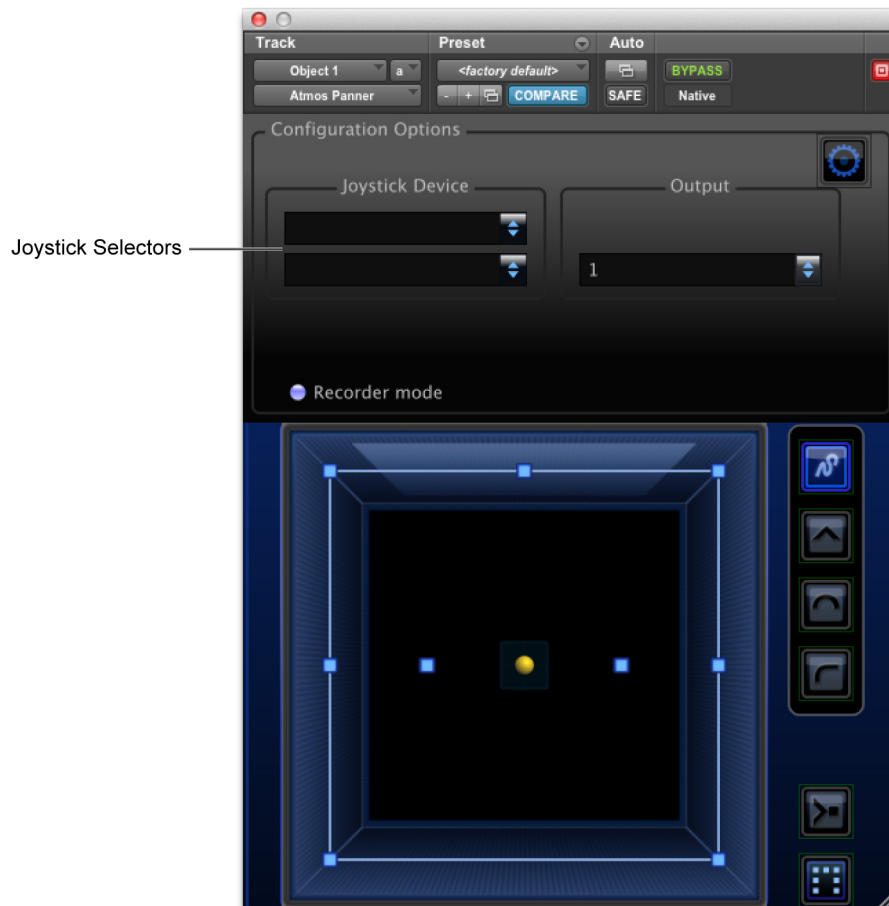 Track Preset Auto
Object 1 a <factory default> BYPASS
Atmos Panner - + COMPARE SAFE Native
Configuration Options
Joystick Device Output
Joystick Selectors
1
Recorder mode